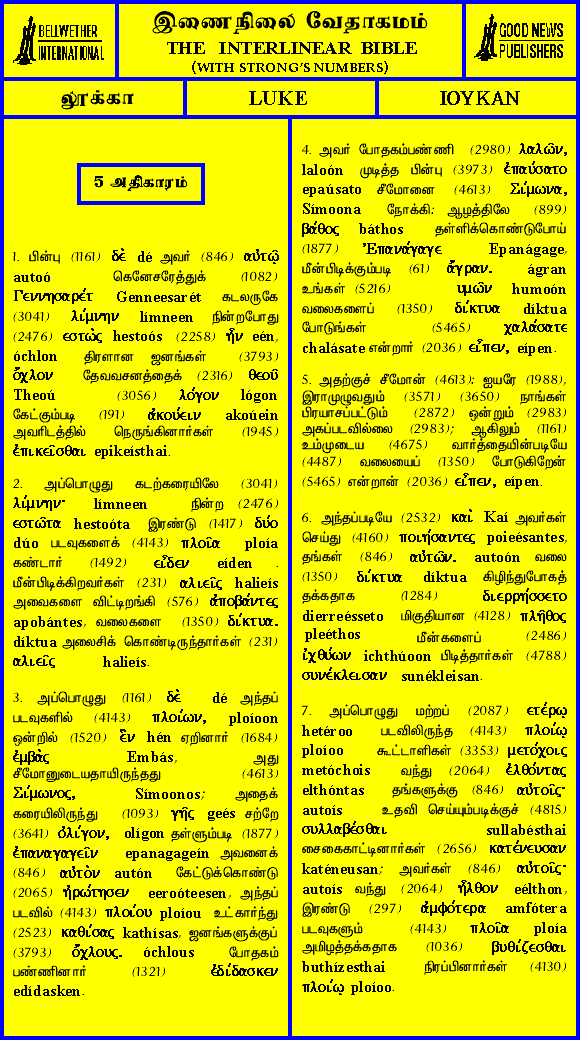 BELLWETHER
INTERNATIONAL
இணைநிலை வேதாகமம்
THE INTERLINEAR BIBLE
(WITH STRONG'S NUMBERS)
GOOD NEWS
PUBLISHERS
லூக்கா
LUKE
ΙΟΥΚΑΝ
5 அதிகாரம்
1. பின்பு (1161) δὲ dé அவர் (846) αὐτῷ
autoó கெனேசரேத்துக் (1082)
Γεννησαρέτ Genneesarét கடலருகே
(3041) λίμνην límneen நின்றபோது
(2476) εστὼς hestoós (2258) ἦν eén,
óchlon திரளான ஜனங்கள் (3793)
ὄχλον தேவவசனத்தைக் (2316) θεοῦ
Theoú (3056) λόγον lógon
கேட்கும்படி (191) ἀκούειν akoúein
அவரிடத்தில் நெருங்கினார்கள் (1945)
ἐπικεῖσθαι epikeísthai.
2. அப்பொழுது கடற்கரையிலே (3041)
λίμνην· límneen நின்ற (2476)
εστῶτα hestoóta இரண்டு (1417) δύο
dúo படவுகளைக் (4143) πλοῖα ploía
கண்டார் (1492) εἶδεν eíden .
மீன்பிடிக்கிறவர்கள் (231) αλιεῖς halieís
அவைகளை விட்டிறங்கி (576) ἀποβάντες
apobántes, வலைகளை (1350) δίκτυα.
díktua அலைசிக் கொண்டிருந்தார்கள் (231)
αλιεῖς halieís.
3. அப்பொழுது (1161) δὲ dé அந்தப்
படவுகளில் (4143) πλοίων, ploíoon
ஒன்றில் (1520) ἓν hén ஏறினார் (1684)
ἐμβὰς Embás, அது
சீமோனுடையதாயிருந்தது (4613)
Σίμωνος, Símoonos; அதைக்
கரையிலிருந்து (1093) γῆς geés சற்றே
(3641) ὀλίγον, olígon தள்ளும்படி (1877)
ἐπαναγαγεῖν epanagageín அவனைக்
(846) αὐτὸν autón கேட்டுக்கொண்டு
(2065) ἠρώτησεν eeroóteesen, அந்தப்
படவில் (4143) πλοίου ploíou உட்கார்ந்து
(2523) καθίσας kathísas, ஜனங்களுக்குப்
(3793) ὄχλους. óchlous போதகம்
பண்ணினார் (1321) ἐδίδασκεν
edídasken.
4. அவர் போதகம்பண்ணி (2980) λαλῶν,
laloón முடித்த பின்பு (3973) ἐπαύσατο
epaúsato சீமோனை (4613) Σίμωνα,
Símoona நோக்கி: ஆழத்திலே (899)
βάθος báthos தள்ளிக்கொண்டுபோய்
(1877) Ἐπανάγαγε Epanágage,
மீன்பிடிக்கும்படி (61) ἄγραν. ágran
உங்கள் (5216) υμῶν humoón
வலைகளைப் (1350) δίκτυα díktua
போடுங்கள் (5465) χαλάσατε
chalásate என்றார் (2036) εἶπεν, eípen.
5. அதற்குச் சீமோன் (4613); ஐயரே (1988),
இராமுழுவதும் (3571) (3650) நாங்கள்
பிரயாசப்பட்டும் (2872) ஒன்றும் (2983)
அகப்படவில்லை (2983); ஆகிலும் (1161)
உம்முடைய (4675) வார்த்தையின்படியே
(4487) வலையைப் (1350) போடுகிறேன்
(5465) என்றான் (2036) εἶπεν, eípen.
6. அந்தப்படியே (2532) καὶ Kaí அவர்கள்
செய்து (4160) ποιήσαντες poieésantes,
தங்கள் (846) αὐτῶν. autoón வலை
(1350) δίκτυα díktua கிழிந்துபோகத்
தக்கதாக (1284) διερρήσσετο
dierreésseto மிகுதியான (4128) πλῆθος
pleéthos மீன்களைப் (2486)
ἰχθύων ichthúoon பிடித்தார்கள் (4788)
συνέκλεισαν sunékleisan.
7. அப்பொழுது மற்றப் (2087) ετέρῳ
hetéroo படவிலிருந்த (4143) πλοίῳ
ploíoo கூட்டாளிகள் (3353) μετόχοις
metóchois வந்து (2064) ἐλθόντας
elthóntas தங்களுக்கு (846) αὐτοῖς·
autoís உதவி செய்யும்படிக்குச் (4815)
συλλαβέσθαι sullabésthai
சைகைகாட்டினார்கள் (2656) κατένευσαν
katéneusan; அவர்கள் (846) αὐτοῖς·
autoís வந்து (2064) ἦλθον eélthon,
இரண்டு (297) ἀμφότερα amfótera
படவுகளும் (4143) πλοῖα ploía
அமிழத்தக்கதாக (1036) βυθίζεσθαι
buthízesthai நிரப்பினார்கள் (4130)
πλοίῳ ploíoo.